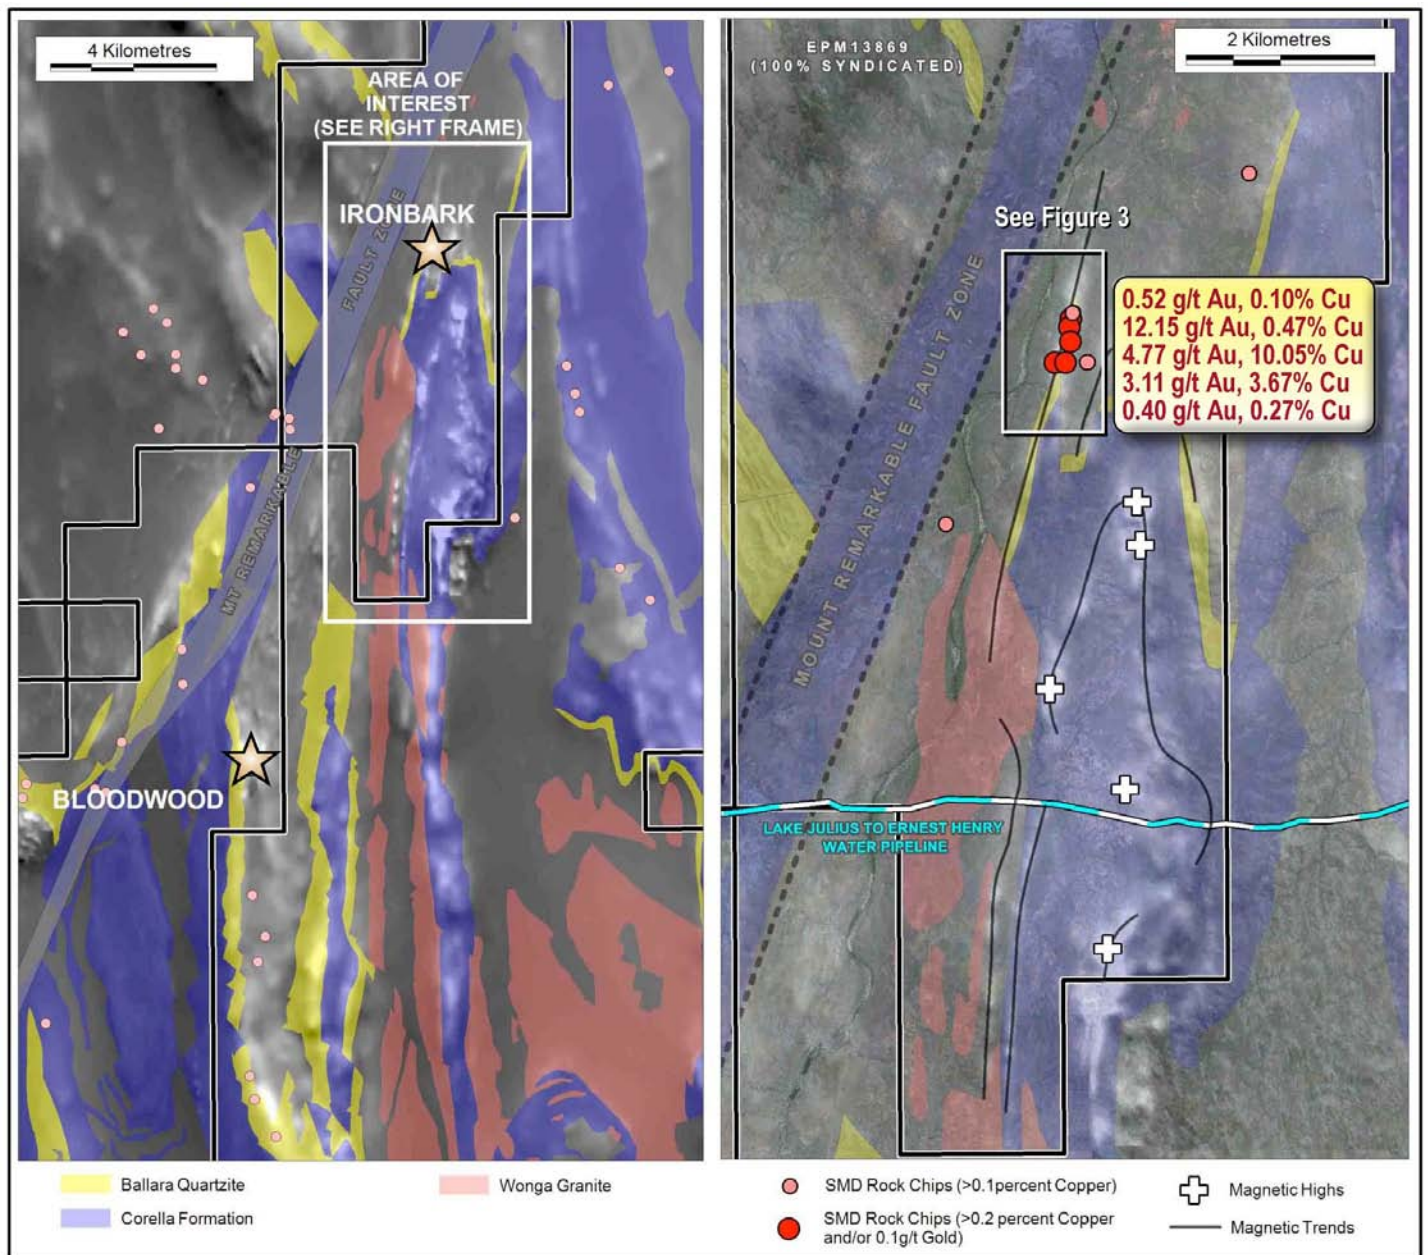 4 Kilometres
AREA OF
INTEREST
(SEE RIGHT FRAME)
IRONBARK
FAULT ZONE
MT REMARKABLE
BLOODWOOD
EPM13869
(100% SYNDICATED)
2 Kilometres
See Figure 3
0.52 g/t Au, 0.10% Cu
12.15 g/t Au, 0.47% Cu
4.77 g/t Au, 10.05% Cu
3.11 g/t Au, 3.67% Cu
0.40 g/t Au, 0.27% Cu
MOUNT REMARKABLE FAULT ZONE
LAKE JULIUS TO ERNEST HENRY
WATER PIPELINE
Ballara Quartzite
Corella Formation
Wonga Granite
SMD Rock Chips (>0.1percent Copper)
SMD Rock Chips (>0.2 percent Copper
and/or 0.1g/t Gold)
Magnetic Highs
Magnetic Trends